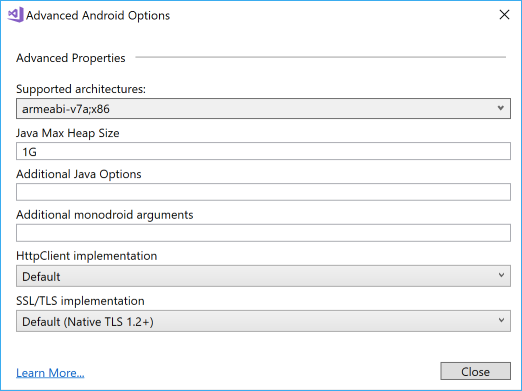 Advanced Android Options
Advanced Properties
Supported architectures:
armeabi-v7a;x86
Java Max Heap Size
1G
Additional Java Options
Additional monodroid arguments
HttpClient implementation
Default
SSL/TLS implementation
Default (Native TLS 1.2+)
Learn More...
Close